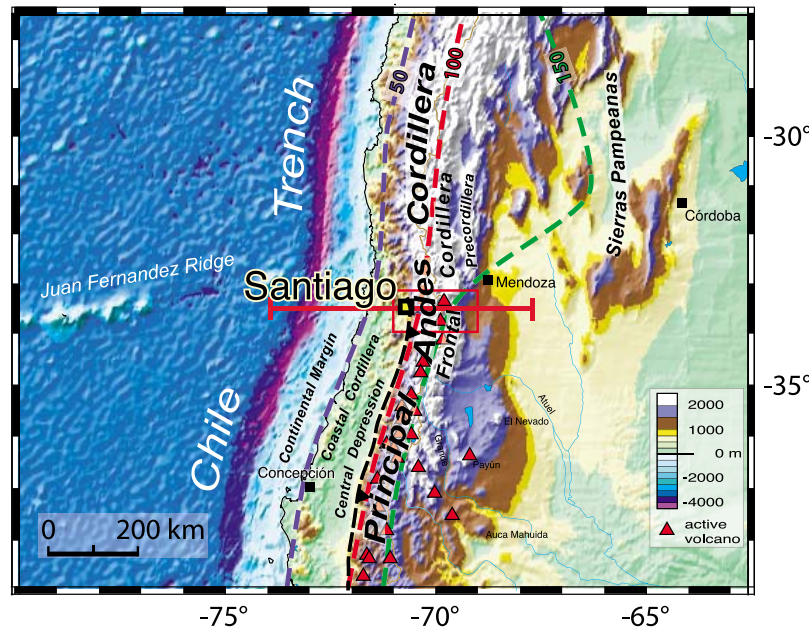 50
100
150
Trench
Principal Andes Cordillera
Cordillera
Frontal
Precordillera
Sierras Pampeanas
-30°
Córdoba
Juan Fernandez Ridge
Santiago
Mendoza
Chile
Continental Margin
Coastal Cordillera
Central Depression
-35°
Concepción
Grande
El Nevado
Atuel
Payún
Auca Mahuida
2000
1000
0 m
-2000
-4000
active
volcano
0 200 km
-75° -70° -65°